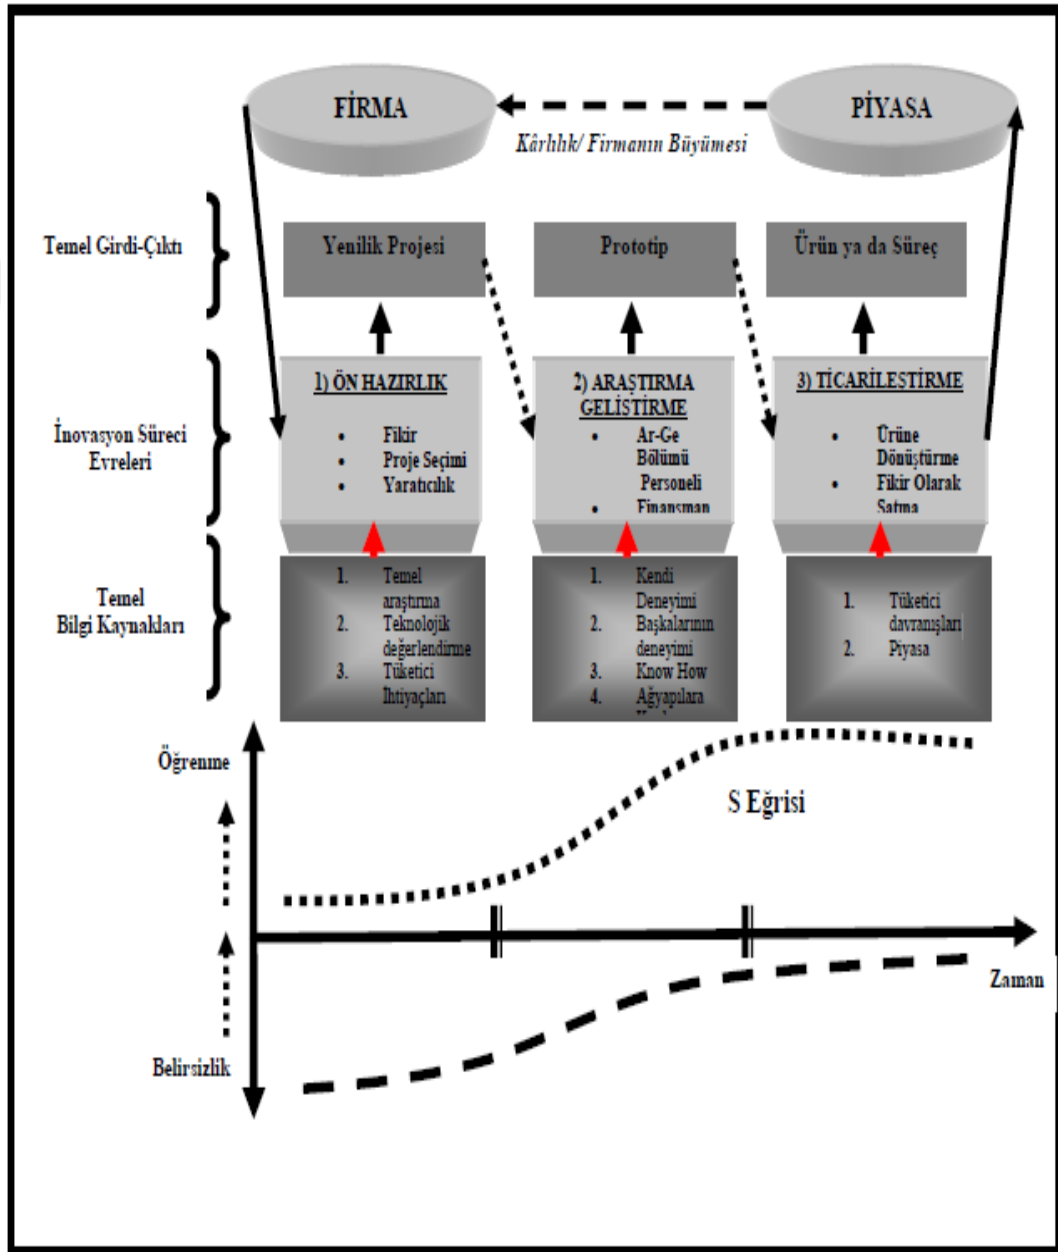 FİRMA
PİYASA
Kârlılık/ Firmanın Büyümesi
Temel Girdi-Çıktı
Yenilik Projesi
Prototip
Ürün ya da Süreç
İnovasyon Süreci
Evreleri
1) ÖN HAZIRLIK
• Fikir
• Proje Seçimi
• Yaratıcılık
2) ARAŞTIRMA
GELİŞTİRME
• Ar-Ge
Bölümü
Personeli
• Finansman
3) TİCARİLEŞTİRME
• Ürüne
Dönüştürme
• Fikir Olarak
Satma
Temel
Bilgi Kaynakları
1. Temel
araştırma
2. Teknolojik
değerlendirme
3. Tüketici
İhtiyaçları
1. Kendi
Deneyimi
2. Başkalarının
deneyimi
3. Know How
4. Ağyapılara
1. Tüketici
davranışları
2. Piyasa
Öğrenme
S Eğrisi
Zaman
Belirsizlik